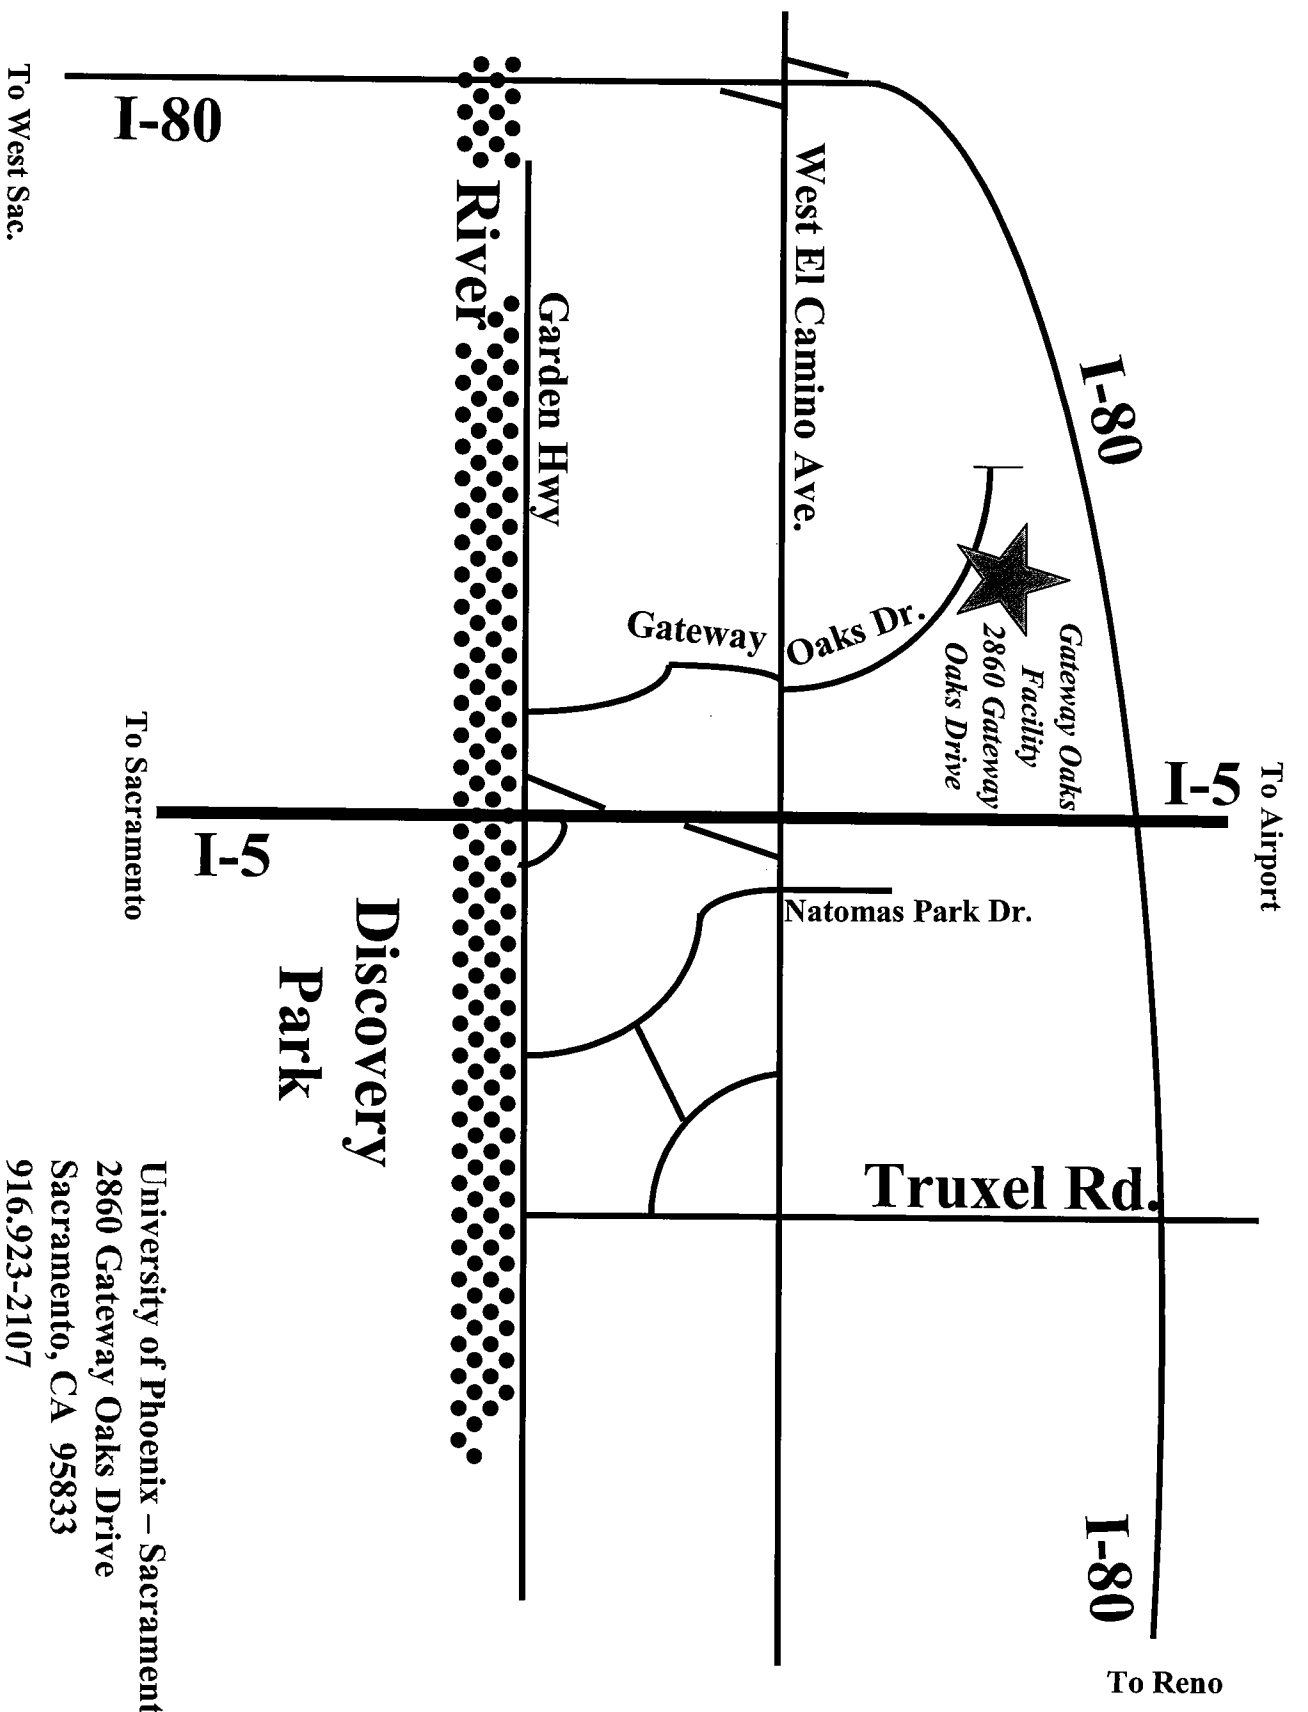 To West Sac.
I-80
River
Garden Hwy
West El Camino Ave.
I-80
Gateway
Oaks Dr.
Gateway Oaks
Facility
2860 Gateway
Oaks Drive
To Airport
I-5
To Sacramento
I-5
Natomas Park Dr.
Discovery
Park
Truxel Rd.
I-80
To Reno
University of Phoenix – Sacrament
2860 Gateway Oaks Drive
Sacramento, CA 95833
916.923-2107